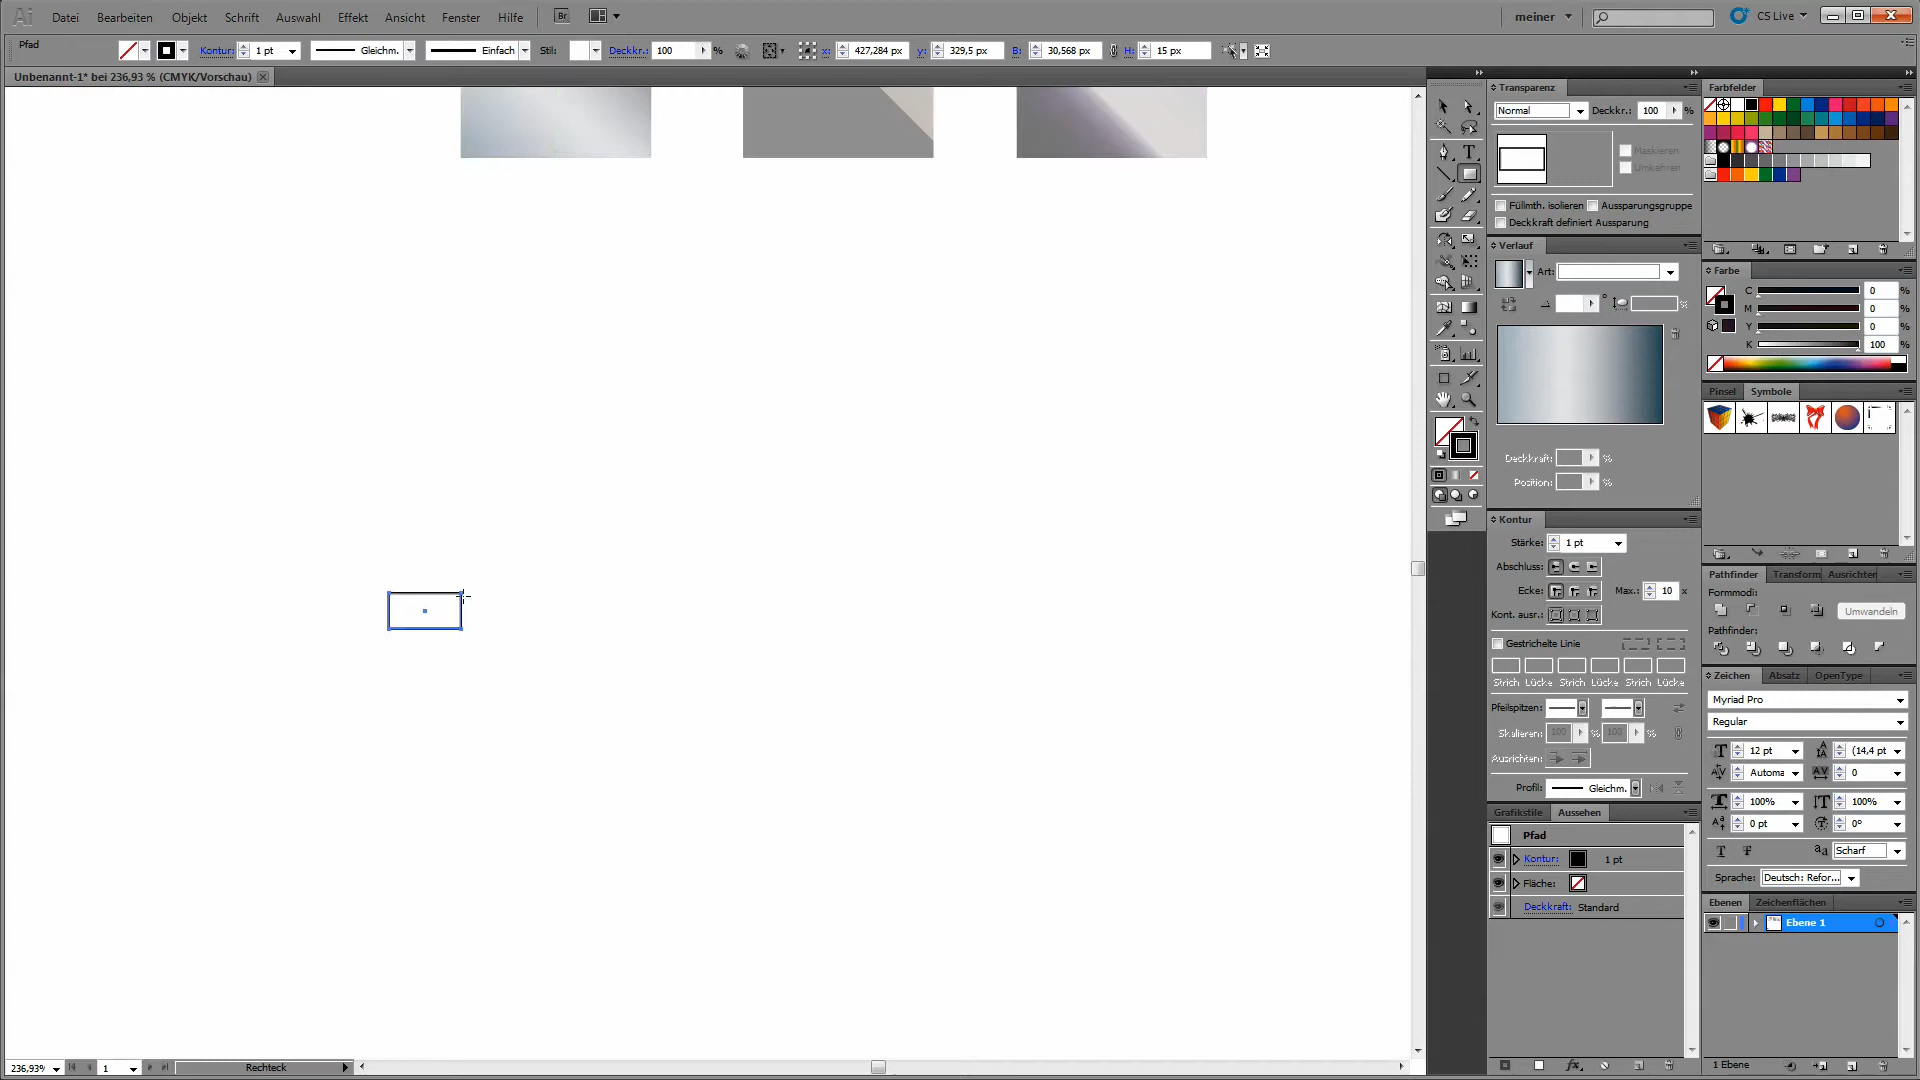 Ai Datei Bearbeiten Objekt Schrift Auswahl Effekt Ansicht Fenster Hilfe Br meiner CS Live
Pfad
Kontur: 1 pt Gleichm. Einfach Stil: Deckkr.: 100 % x: 427,284 px y: 329,5 px B: 30,568 px H: 15 px
Unbenannt-1* bei 236,93 % (CMYK/Vorschau)
Transparenz
Normal Deckkr.: 100 %
Maskieren
Umkehren
Füllmth. isolieren Aussparungsgruppe
Deckkraft definiert Aussparung
Verlauf
Art:
° %
Deckkraft: %
Position: %
Kontur
Stärke: 1 pt
Abschluss:
Ecke: Max.: 10 x
Kont. ausr.:
Gestrichelte Linie
Strich Lücke Strich Lücke Strich Lücke
Pfeilspitzen:
Skalieren: 100 % 100 %
Ausrichten:
Profil: Gleichm.
Grafikstile Aussehen
Pfad
Kontur: 1 pt
Fläche:
Deckkraft: Standard
Farbfelder
Farbe
C 0 %
M 0 %
Y 0 %
K 100 %
Pinsel Symbole
Pathfinder Transform Ausrichten
Formmodi:
Umwandeln
Pathfinder:
Zeichen Absatz OpenType
Myriad Pro
Regular
12 pt (14,4 pt
Automa 0
100% 100%
0 pt 0°
Scharf
Sprache: Deutsch: Refor...
Ebenen Zeichenflächen
Ebene 1
1 Ebene
236,93% 1 Rechteck